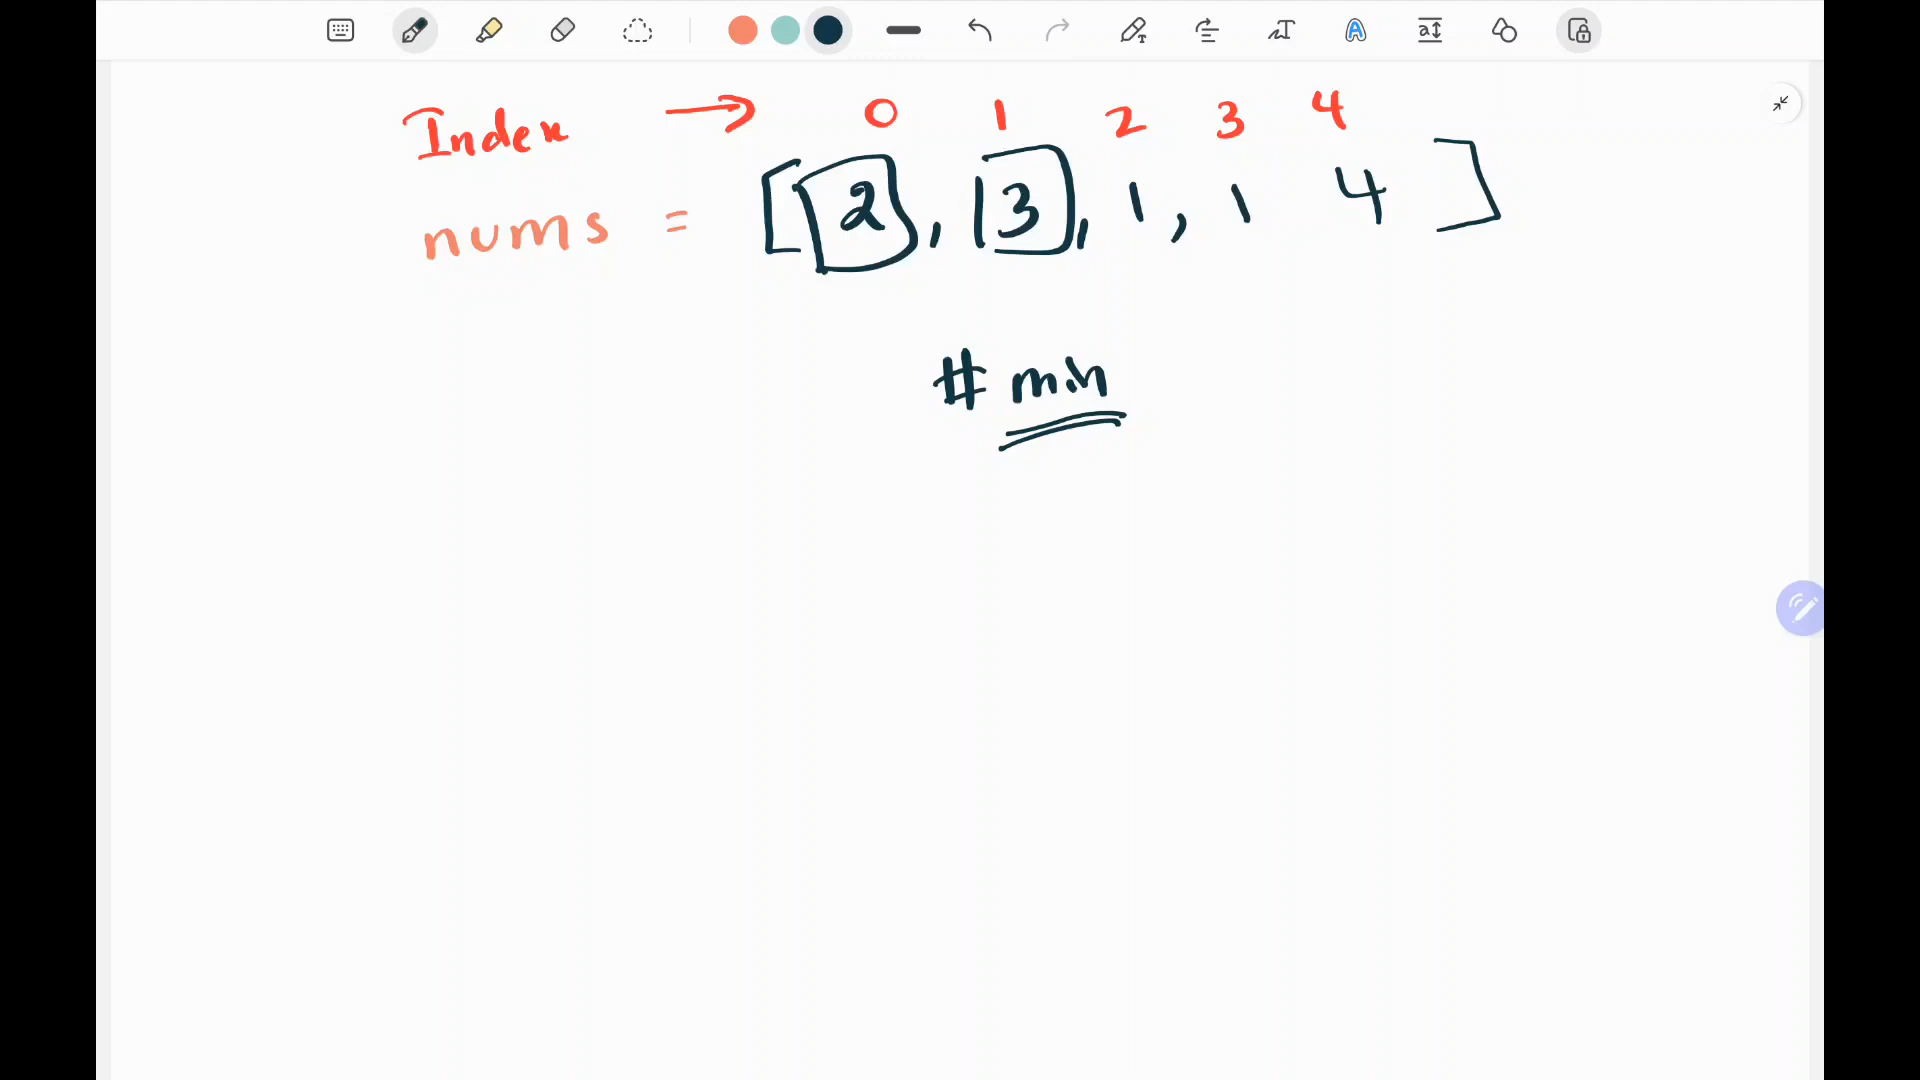 Index → 0 1 2 3 4
nums = [2, 3, 1, 1 4]
# min